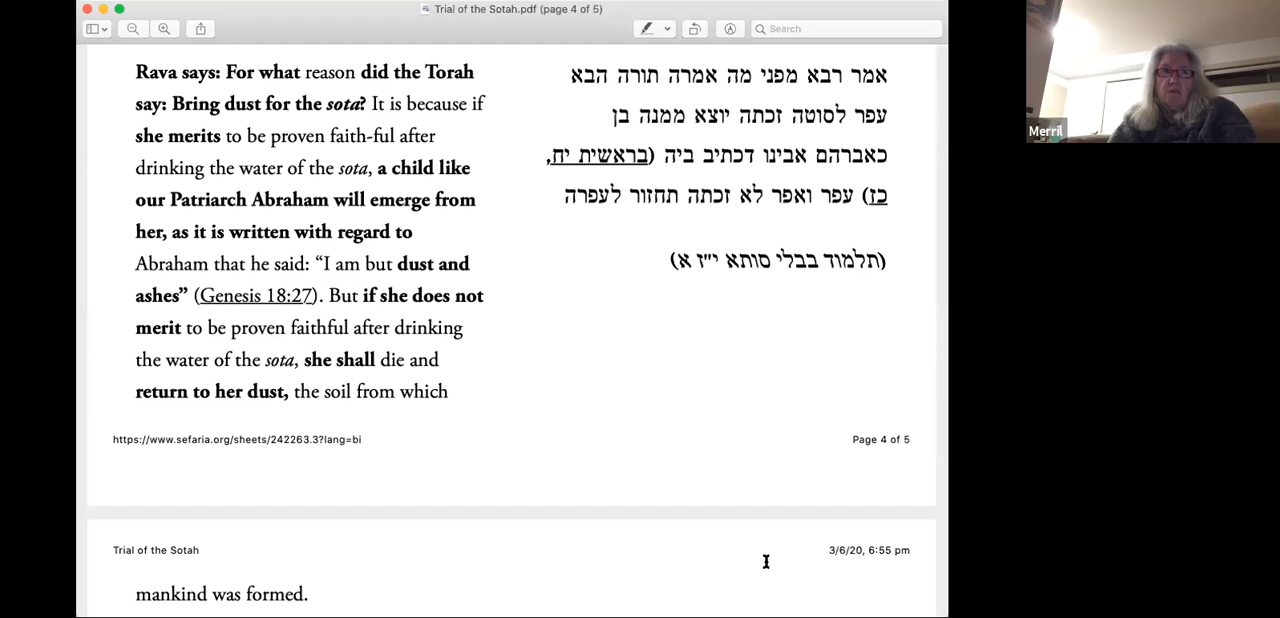 Trial of the Sotah.pdf (page 4 of 5)
Search
Rava says: For what reason did the Torah
say: Bring dust for the sota? It is because if
she merits to be proven faith-ful after
drinking the water of the sota, a child like
our Patriarch Abraham will emerge from
her, as it is written with regard to
Abraham that he said: “I am but dust and
ashes” (Genesis 18:27). But if she does not
merit to be proven faithful after drinking
the water of the sota, she shall die and
return to her dust, the soil from which
אמר רבא מפני מה אמרה תורה הבא
עפר לסוטה זכתה יוצא ממנה בן
כאברהם אבינו דכתיב ביה (בראשית יח,
כז) עפר ואפר לא זכתה תחזור לעפרה
(תלמוד בבלי סותא י״ז א)
https://www.sefaria.org/sheets/242263.3?lang=bi
Page 4 of 5
Trial of the Sotah
3/6/20, 6:55 pm
mankind was formed.
Merril